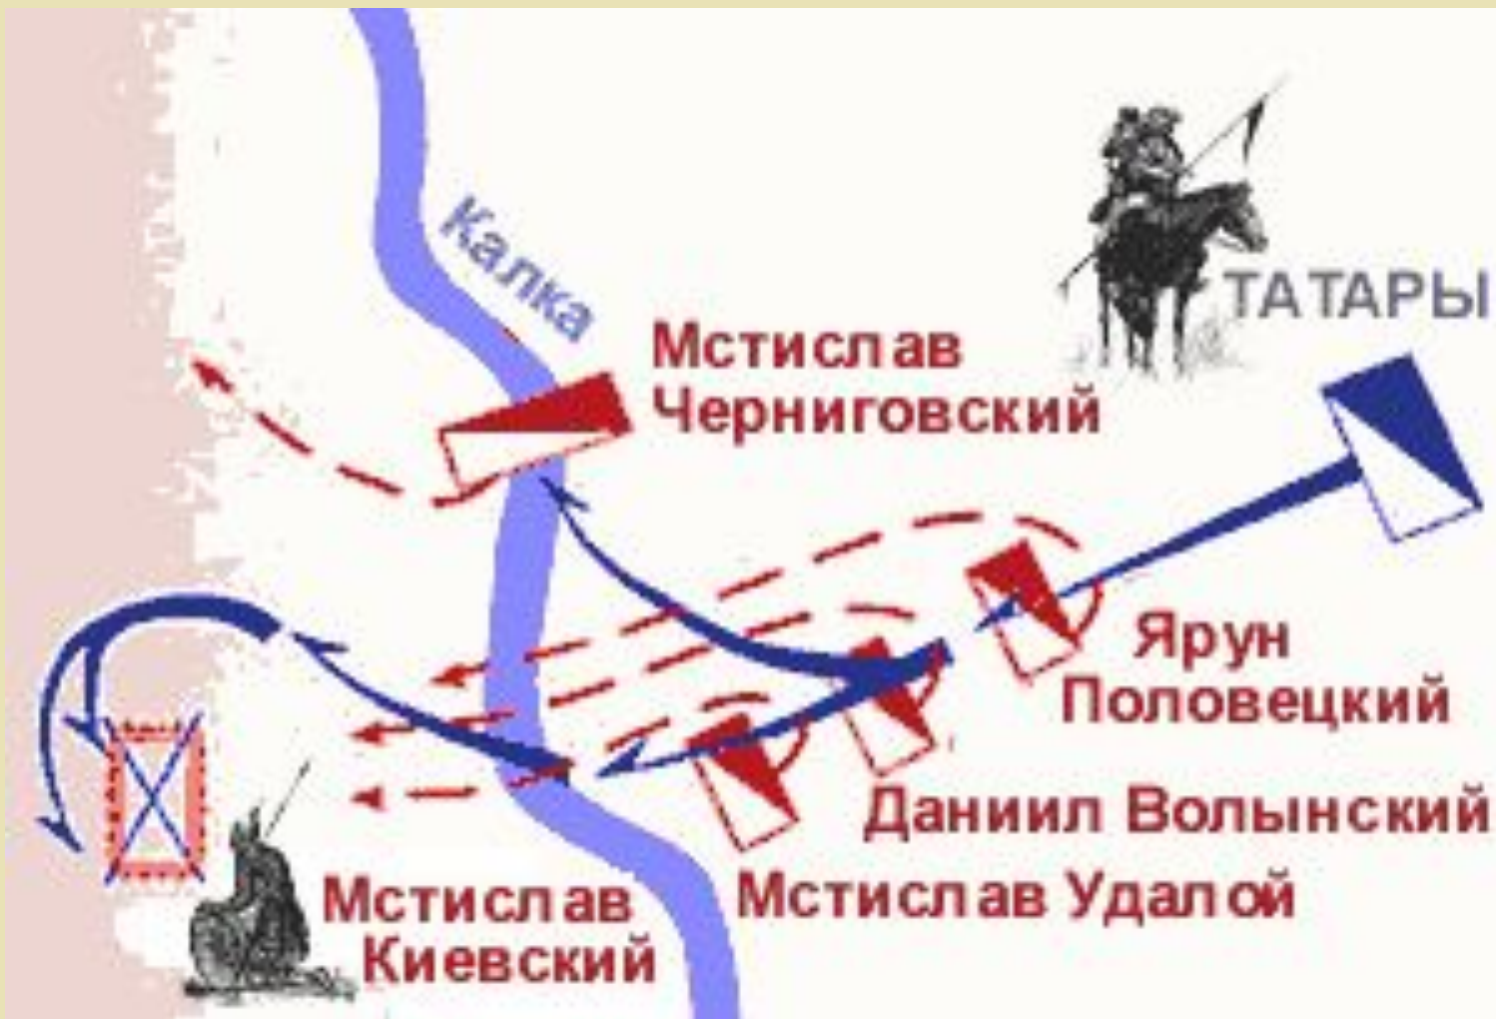 Калка
ТАТАРЫ
Мстислав
Черниговский
Ярун
Половецкий
Даниил Волынский
Мстислав Удалой
Мстислав
Киевский